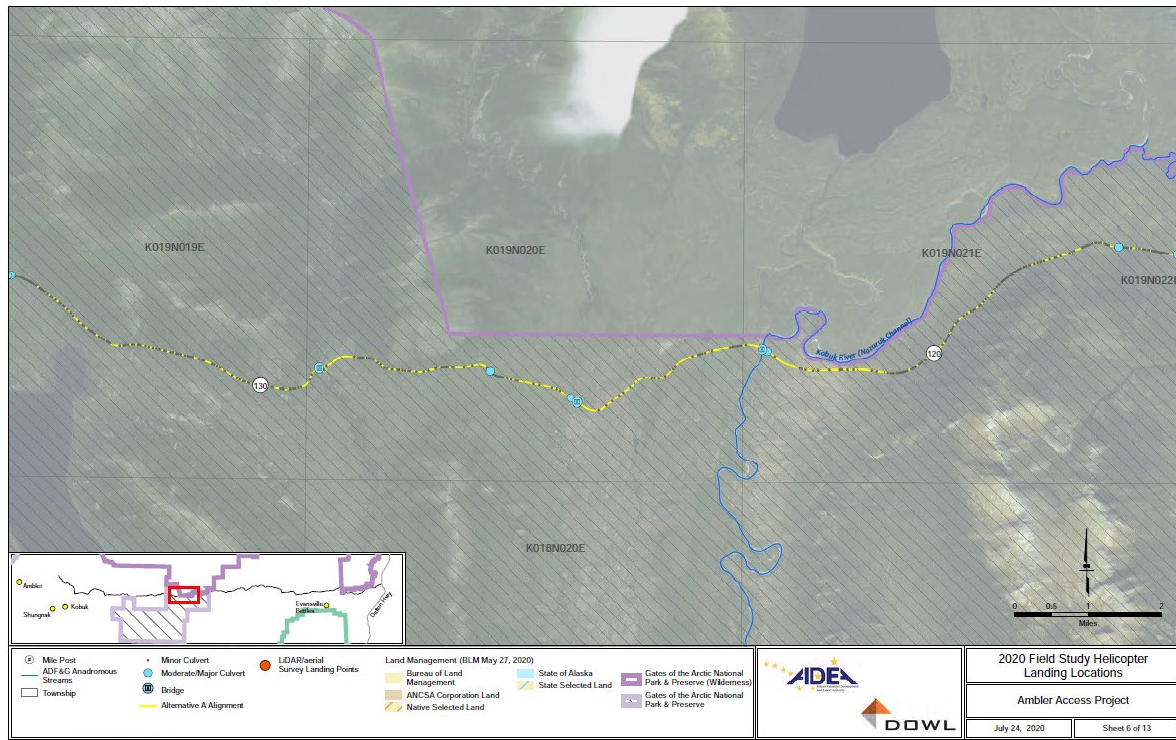 K019N019E
K019N020E
K019N021E
K019N022
Kobuk River (Nazuruk Channel)
120
130
K018N020E
Ambler
Shungnak
Kobuk
Evansville
Bettles
Dalton Hwy
0 0.5 1 2
Miles
Mile Post
ADF&G Anadromous
Streams
Township
Minor Culvert
Moderate/Major Culvert
Bridge
Alternative A Alignment
LiDAR/aerial
Survey Landing Points
Land Management (BLM May 27, 2020)
Bureau of Land
Management
ANCSA Corporation Land
Native Selected Land
State of Alaska
State Selected Land
Gates of the Arctic National
Park & Preserve (Wilderness)
Gates of the Arctic National
Park & Preserve
AIDEA
DOWL
2020 Field Study Helicopter
Landing Locations
Ambler Access Project
July 24, 2020
Sheet 6 of 13